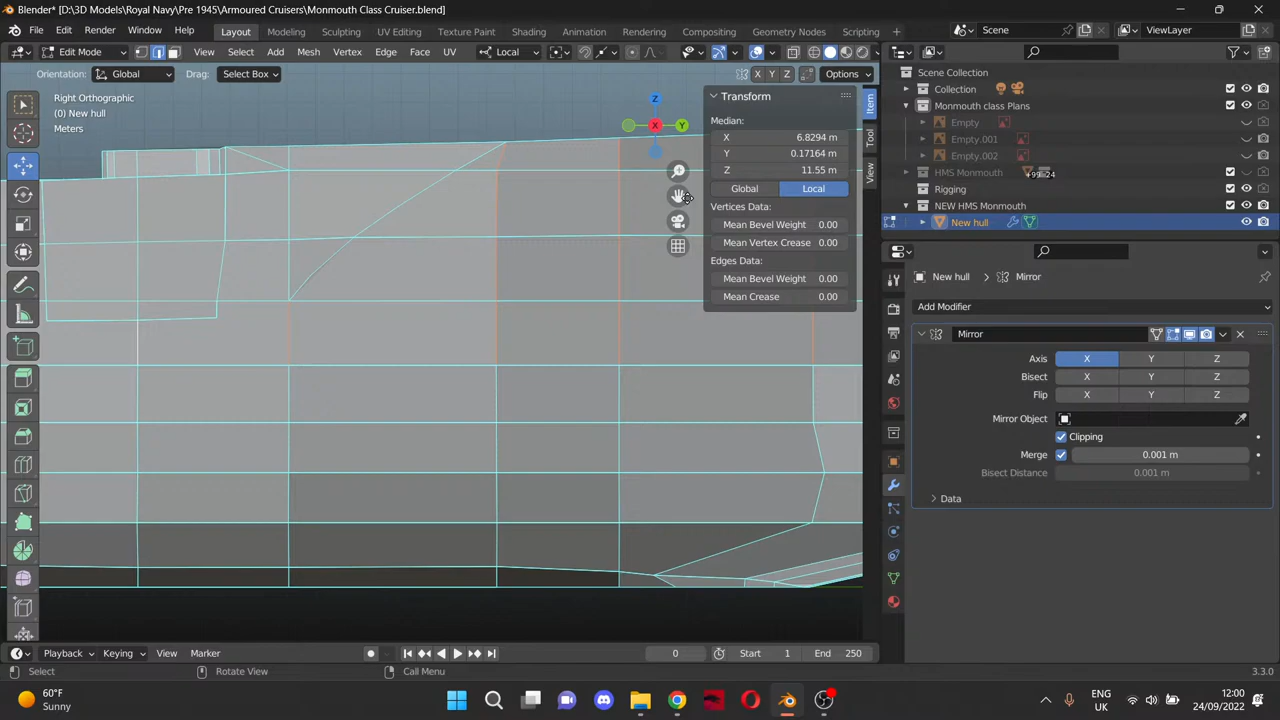 Blender* [D:\3D Models\Royal Navy\Pre 1945\Armoured Cruisers\Monmouth Class Cruiser.blend]
File Edit Render Window Help Layout Modeling Sculpting UV Editing Texture Paint Shading Animation Rendering Compositing Geometry Nodes Scripting Scene ViewLayer
Edit Mode View Select Add Mesh Vertex Edge Face UV Local
Orientation: Global Drag: Select Box X Y Z Options
Right Orthographic
(0) New hull
Meters
Z
X
Y
Transform
Median:
X 6.8294 m
Y 0.17164 m
Z 11.55 m
Global Local
Vertices Data:
Mean Bevel Weight 0.00
Mean Vertex Crease 0.00
Edges Data:
Mean Bevel Weight 0.00
Mean Crease 0.00
Item
Tool
View
Scene Collection
Collection
Monmouth class Plans
Empty
Empty.001
Empty.002
HMS Monmouth +99 24
Rigging
NEW HMS Monmouth
New hull
New hull Mirror
Add Modifier
Mirror
Axis X Y Z
Bisect X Y Z
Flip X Y Z
Mirror Object
Clipping
Merge 0.001 m
Bisect Distance 0.001 m
Data
Playback Keying View Marker 0 Start 1 End 250
Select Rotate View Call Menu 3.3.0
60°F
Sunny
ENG
UK
12:00
24/09/2022